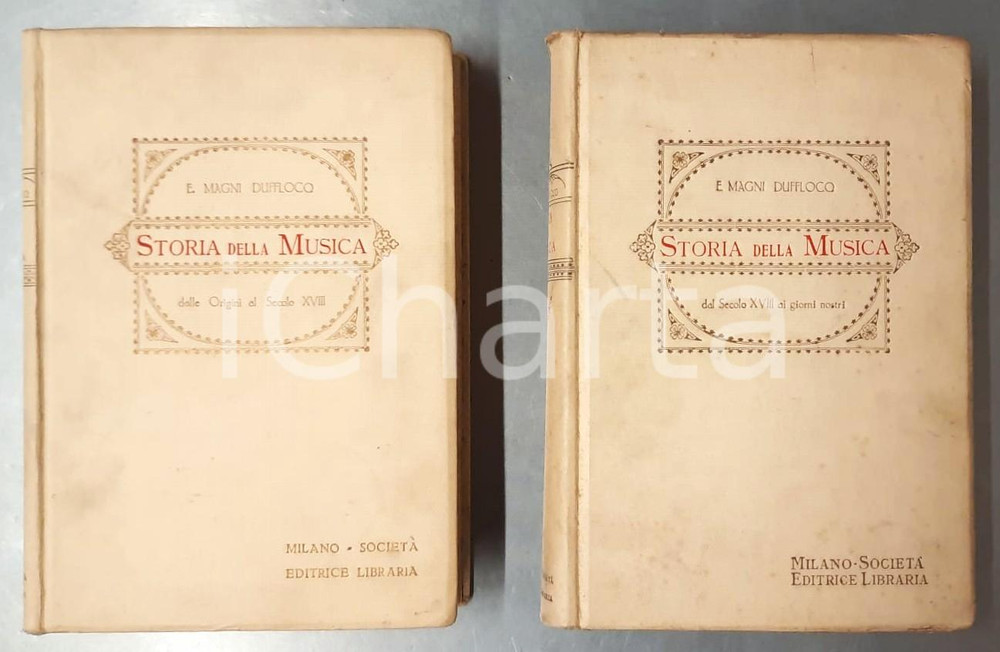 E. MAGNI DUFFLOCQ
STORIA DELLA MUSICA
dalle Origini al Secolo XVIII
MILANO - SOCIETÀ
EDITRICE LIBRARIA
E. MAGNI DUFFLOCQ
STORIA DELLA MUSICA
dal Secolo XVIII ai giorni nostri
MILANO-SOCIETÁ
EDITRICE LIBRARIA
iCharta